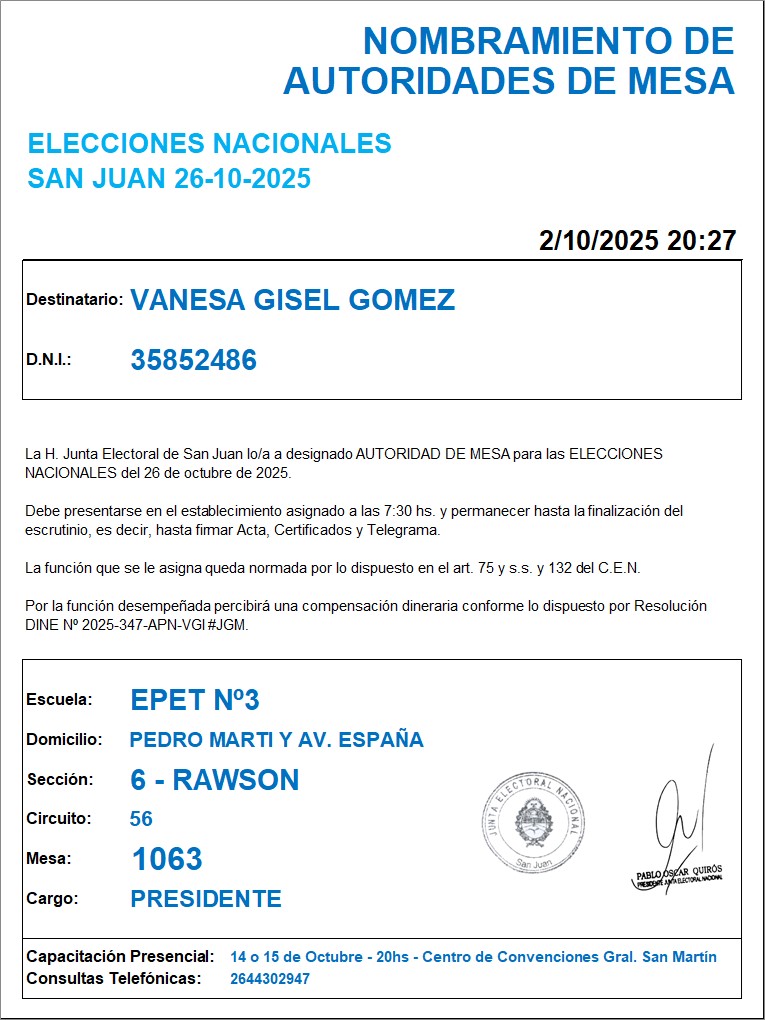 NOMBRAMIENTO DE
AUTORIDADES DE MESA
ELECCIONES NACIONALES
SAN JUAN 26-10-2025
2/10/2025 20:27
Destinatario: VANESA GISEL GOMEZ
D.N.I.: 35852486
La H. Junta Electoral de San Juan lo/a a designado AUTORIDAD DE MESA para las ELECCIONES
NACIONALES del 26 de octubre de 2025.
Debe presentarse en el establecimiento asignado a las 7:30 hs. y permanecer hasta la finalización del
escrutinio, es decir, hasta firmar Acta, Certificados y Telegrama.
La función que se le asigna queda normada por lo dispuesto en el art. 75 y s.s. y 132 del C.E.N.
Por la función desempeñada percibirá una compensación dineraria conforme lo dispuesto por Resolución
DINE Nº 2025-347-APN-VGI#JGM.
Escuela: EPET Nº3
Domicilio: PEDRO MARTI Y AV. ESPAÑA
Sección: 6 - RAWSON
Circuito: 56
Mesa: 1063
Cargo: PRESIDENTE
JUNTA ELECTORAL NACIONAL
San Juan
PABLO OSCAR QUIRÓS
PRESIDENTE JUNTA ELECTORAL NACIONAL
Capacitación Presencial: 14 o 15 de Octubre - 20hs - Centro de Convenciones Gral. San Martín
Consultas Telefónicas: 2644302947